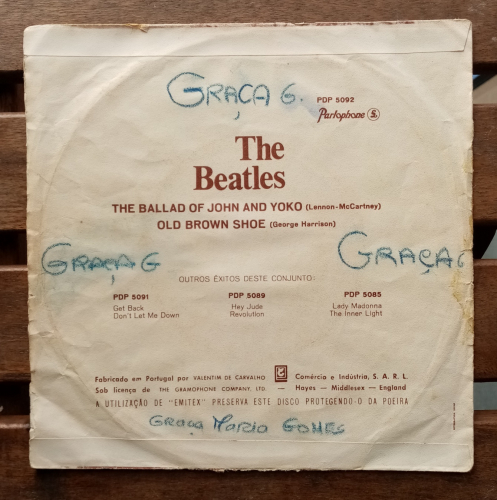 GRAÇA G.
PDP 5092
Parlophone
The
Beatles
THE BALLAD OF JOHN AND YOKO (Lennon-McCartney)
OLD BROWN SHOE (George Harrison)
GRAÇA G
GRAÇA G
OUTROS ÊXITOS DESTE CONJUNTO:
PDP 5091 PDP 5089 PDP 5085
Get Back Hey Jude Lady Madonna
Don't Let Me Down Revolution The Inner Light
Fabricado em Portugal por VALENTIM DE CARVALHO Comércio e Indústria, S. A. R. L.
Sob licença de THE GRAMOPHONE COMPANY LTD. — Hayes — Middlesex — England
A UTILIZAÇÃO DE "EMITEX" PRESERVA ESTE DISCO PROTEGENDO-O DA POEIRA
GRAÇA MARIA GOMES